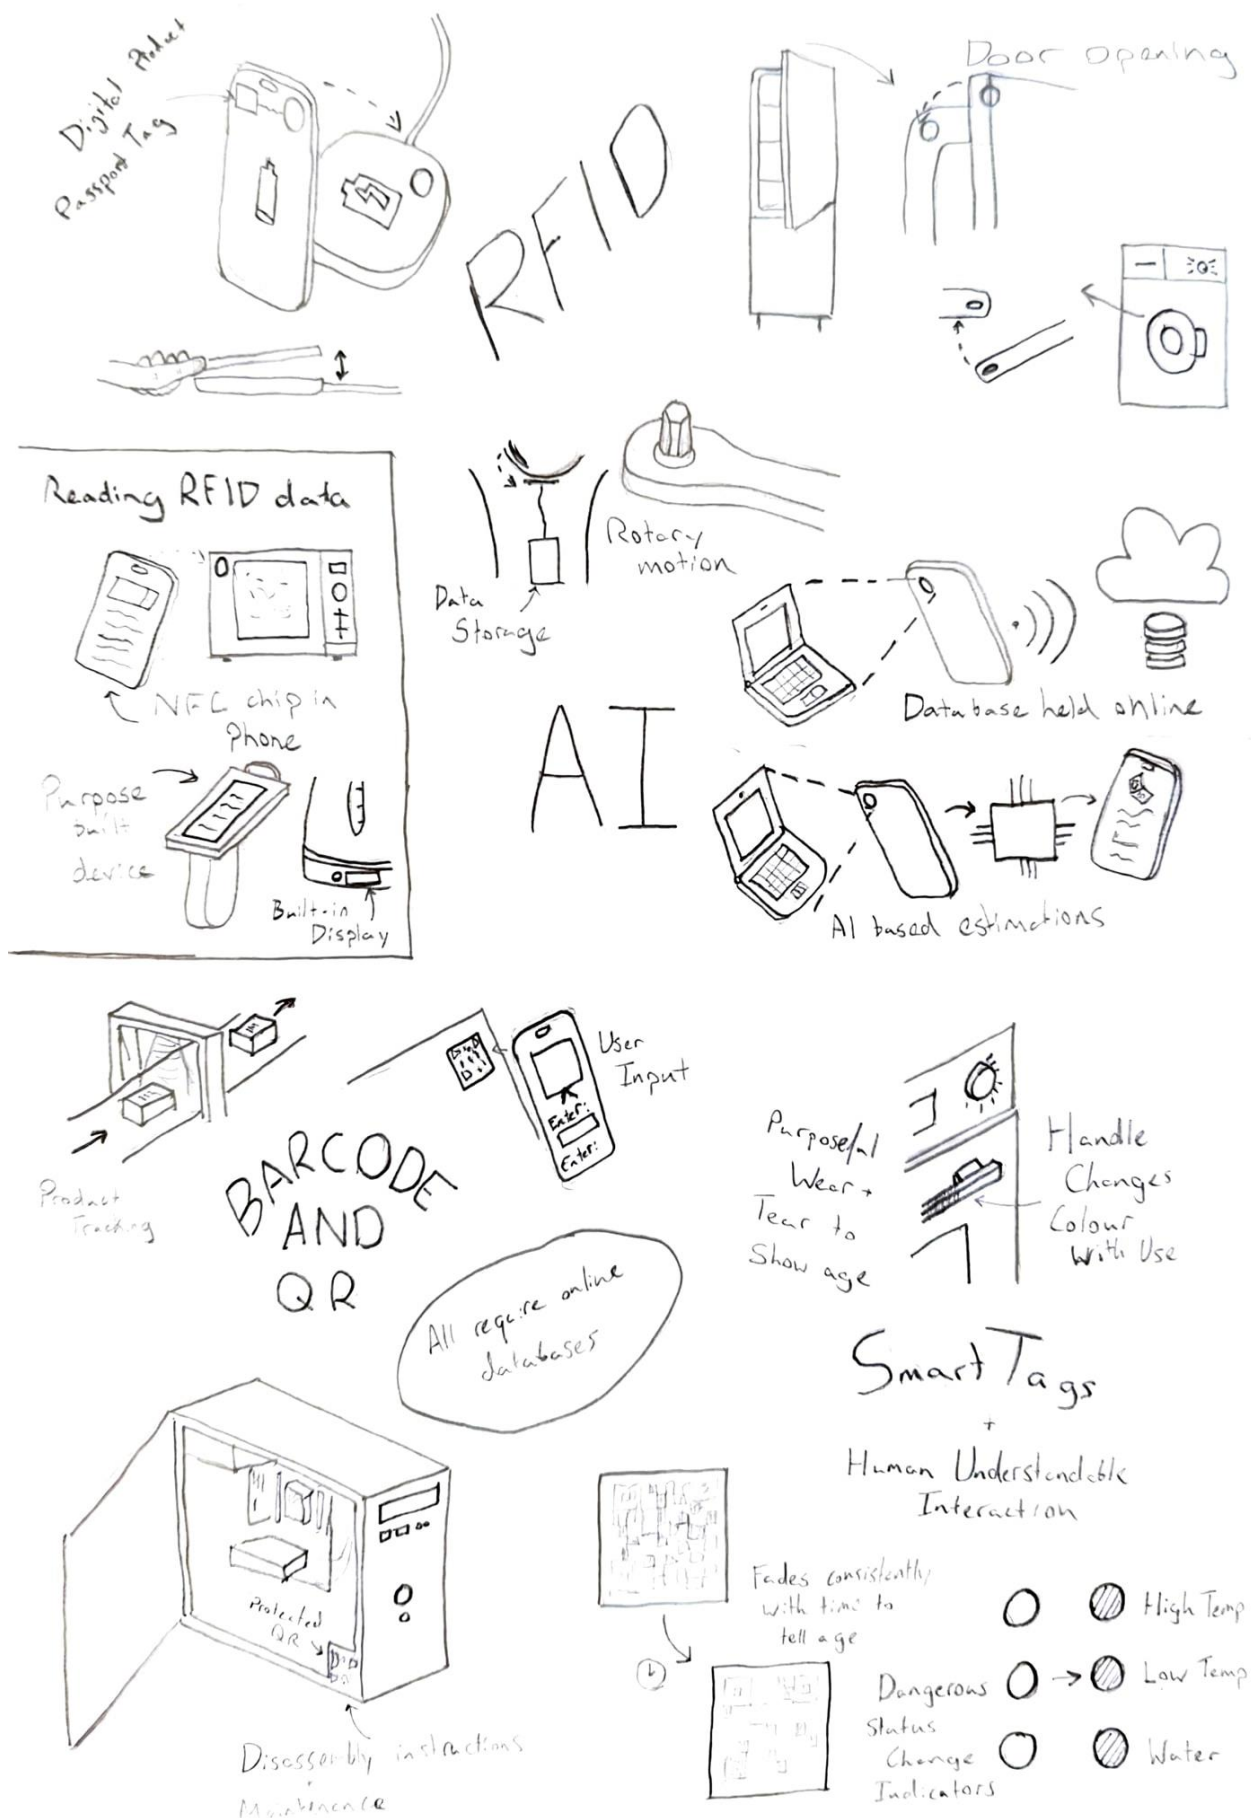 Digital Product
Passport Tag
RFID
Door opening
Reading RFID data
NFC chip in
Phone
Purpose
built
device
Built-in
Display
Data
Storage
Rotary
motion
Database held online
AI
AI based estimations
Product
Tracking
BARCODE
AND
QR
User
Input
Enter:
Enter:
All require online
databases
Purposeful
Wear +
Tear to
Show age
Handle
Changes
Colour
With Use
Smart Tags
+
Human Understandable
Interaction
Protected
QR
Disassembly instructions
+
Maintinence
Fades consistently
with time to
tell age
Dangerous
Status
Change
Indicators
High Temp
Low Temp
Water